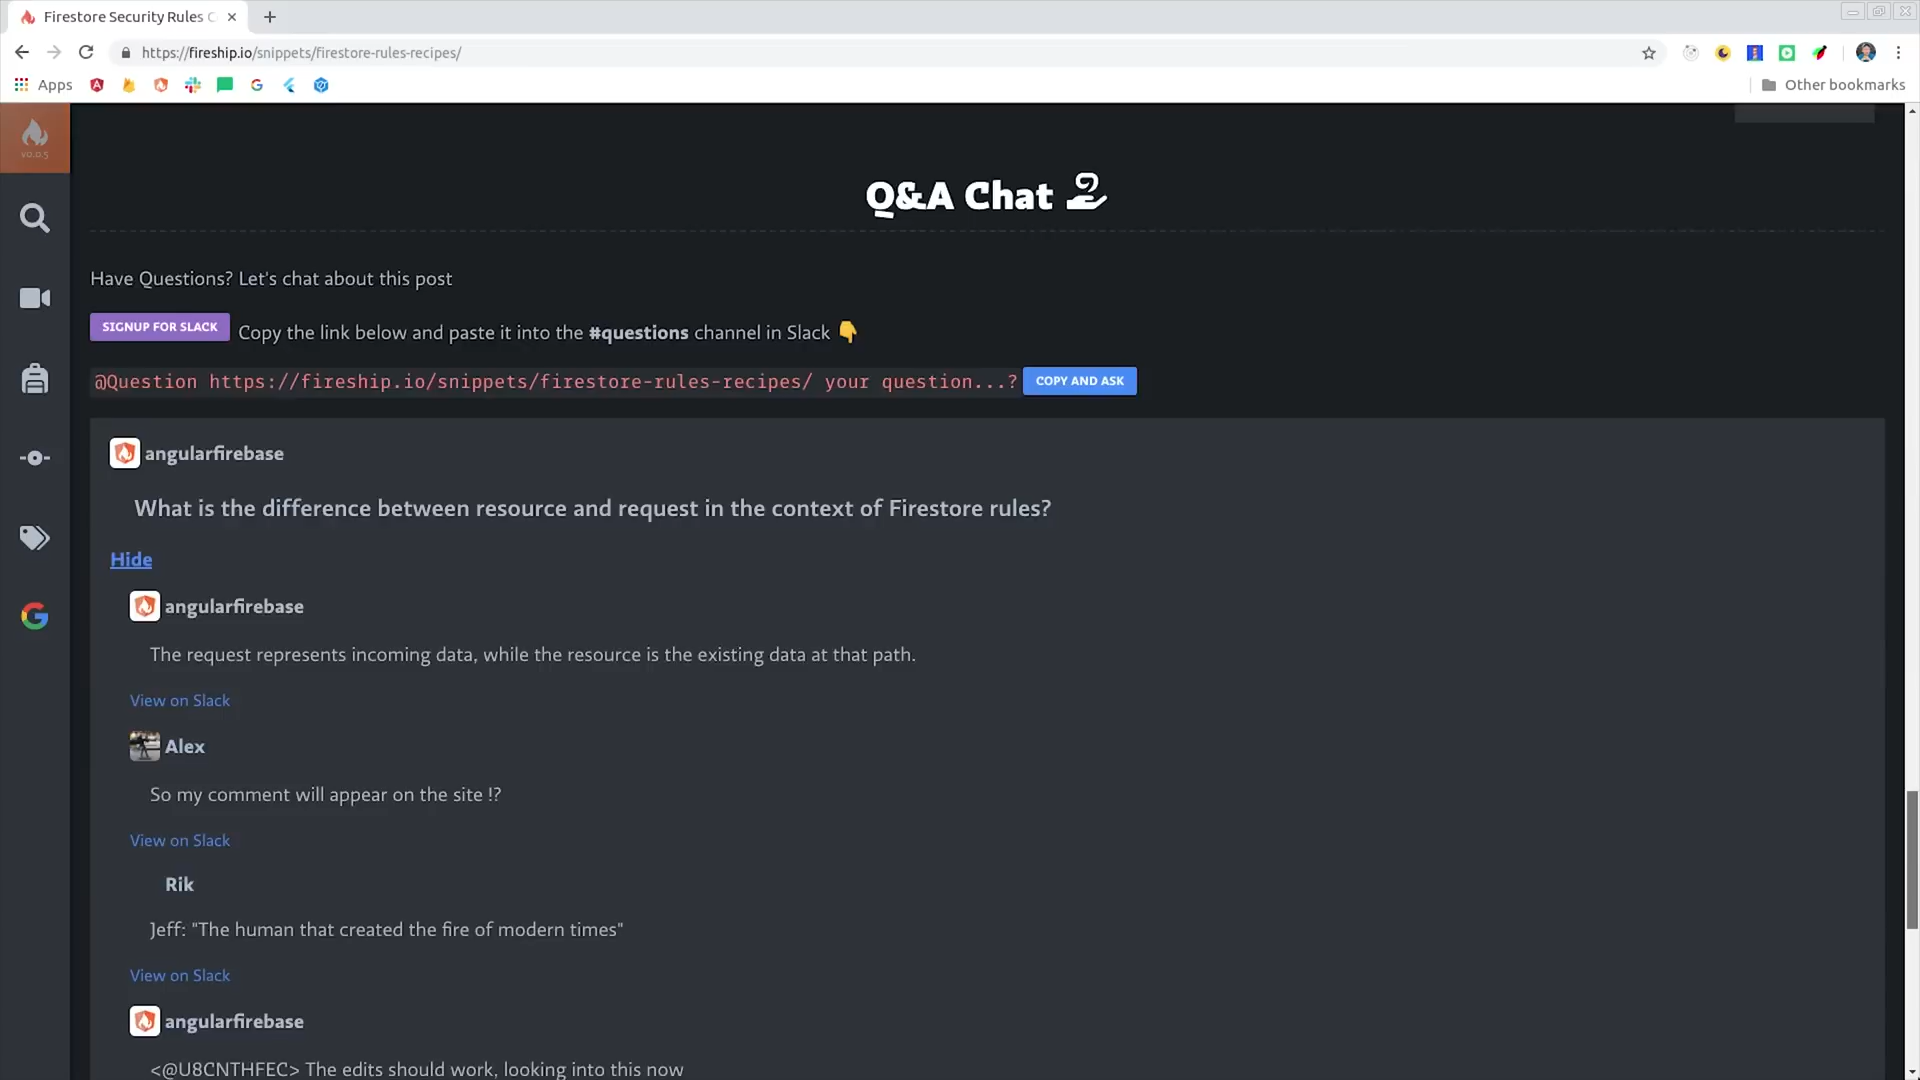 Firestore Security Rules C
https://fireship.io/snippets/firestore-rules-recipes/
Apps
Other bookmarks
v0.0.5
Q&A Chat
Have Questions? Let's chat about this post
SIGNUP FOR SLACK Copy the link below and paste it into the #questions channel in Slack 👇
@Question https://fireship.io/snippets/firestore-rules-recipes/ your question...? COPY AND ASK
angularfirebase
What is the difference between resource and request in the context of Firestore rules?
Hide
angularfirebase
The request represents incoming data, while the resource is the existing data at that path.
View on Slack
Alex
So my comment will appear on the site !?
View on Slack
Rik
Jeff: "The human that created the fire of modern times"
View on Slack
angularfirebase
<@U8CNTHFEC> The edits should work, looking into this now